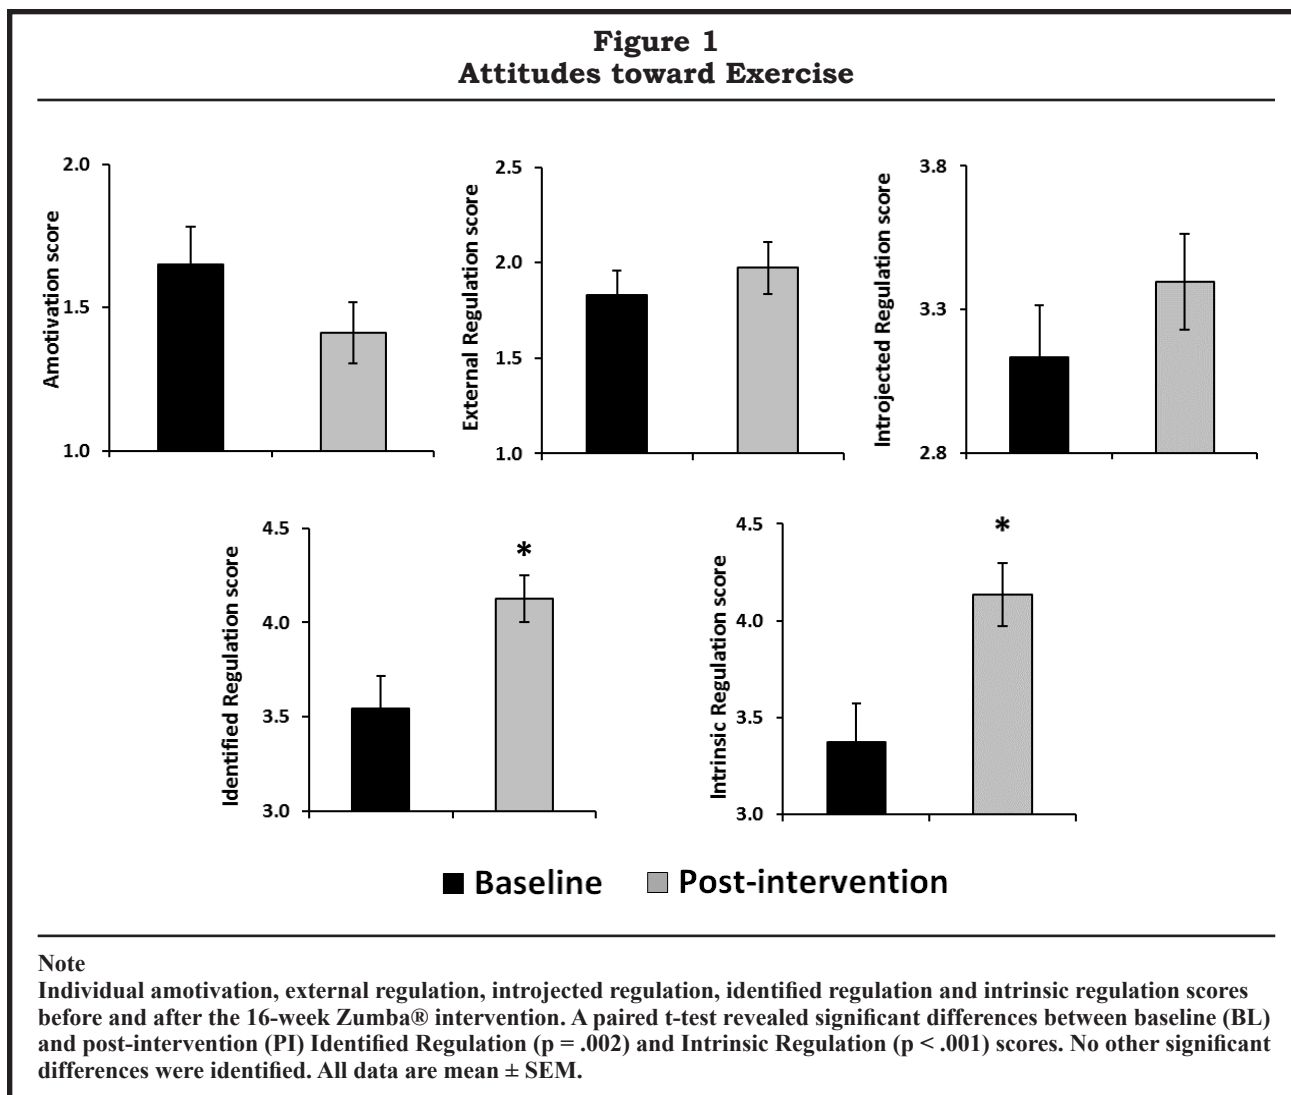 Figure 1
Attitudes toward Exercise
Amotivation score
2.0
1.5
1.0
External Regulation score
2.5
2.0
1.5
1.0
Introjected Regulation score
3.8
3.3
2.8
Identified Regulation score
4.5
4.0
3.5
3.0
*
Intrinsic Regulation score
4.5
4.0
3.5
3.0
*
Baseline Post-intervention
Note
Individual amotivation, external regulation, introjected regulation, identified regulation and intrinsic regulation scores
before and after the 16-week Zumba® intervention. A paired t-test revealed significant differences between baseline (BL)
and post-intervention (PI) Identified Regulation (p = .002) and Intrinsic Regulation (p < .001) scores. No other significant
differences were identified. All data are mean ± SEM.